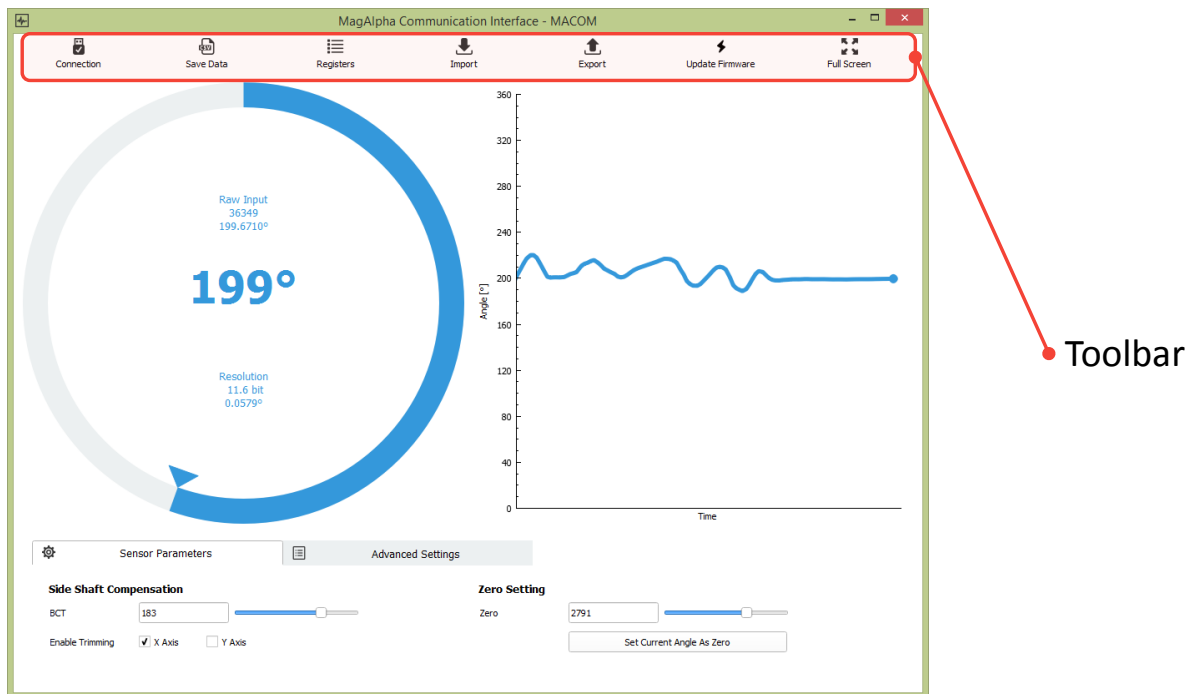 MagAlpha Communication Interface - MACOM
Connection Save Data Registers Import Export Update Firmware Full Screen
CSV
Toolbar
Raw Input
36349
199.6710°
199°
Resolution
11.6 bit
0.0579°
360
320
280
240
200
160
120
80
40
0
Angle [°]
Time
Sensor Parameters Advanced Settings
Side Shaft Compensation Zero Setting
BCT 183 Zero 2791
Enable Trimming X Axis Y Axis Set Current Angle As Zero